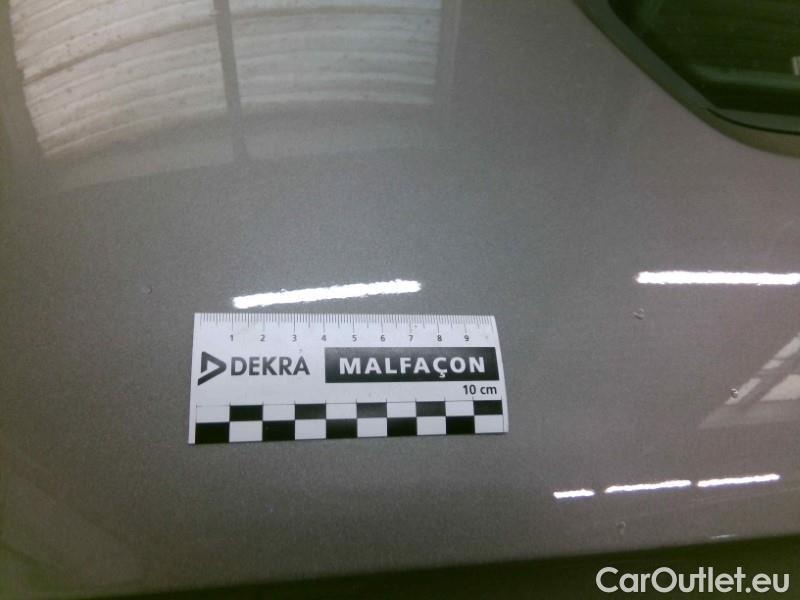 1 2 3 4 5 6 7 8 9
DEKRA MALFAÇON
10 cm
CarOutlet.eu